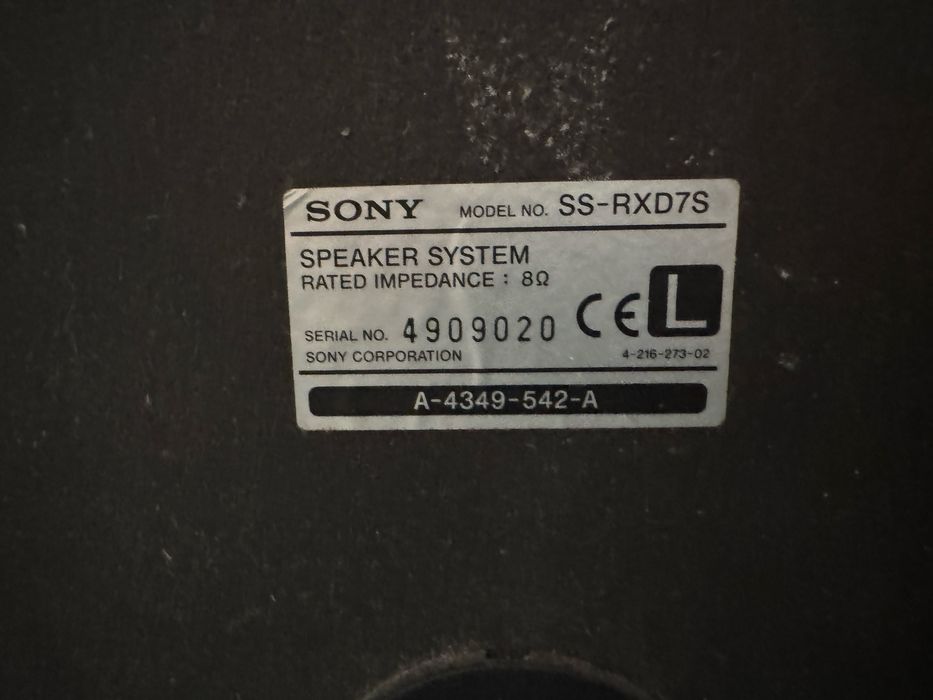 SONY MODEL NO. SS-RXD7S
SPEAKER SYSTEM
RATED IMPEDANCE : 8Ω
SERIAL NO. 4909020 CE L
SONY CORPORATION 4-216-273-02
A-4349-542-A